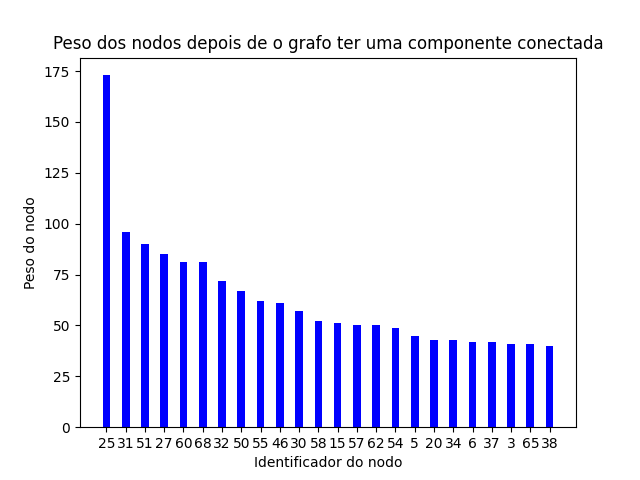 Peso dos nodos depois de o grafo ter uma componente conectada
175
150
125
100
75
50
25
0
Peso do nodo
25 31 51 27 60 68 32 50 55 46 30 58 15 57 62 54 5 20 34 6 37 3 65 38
Identificador do nodo